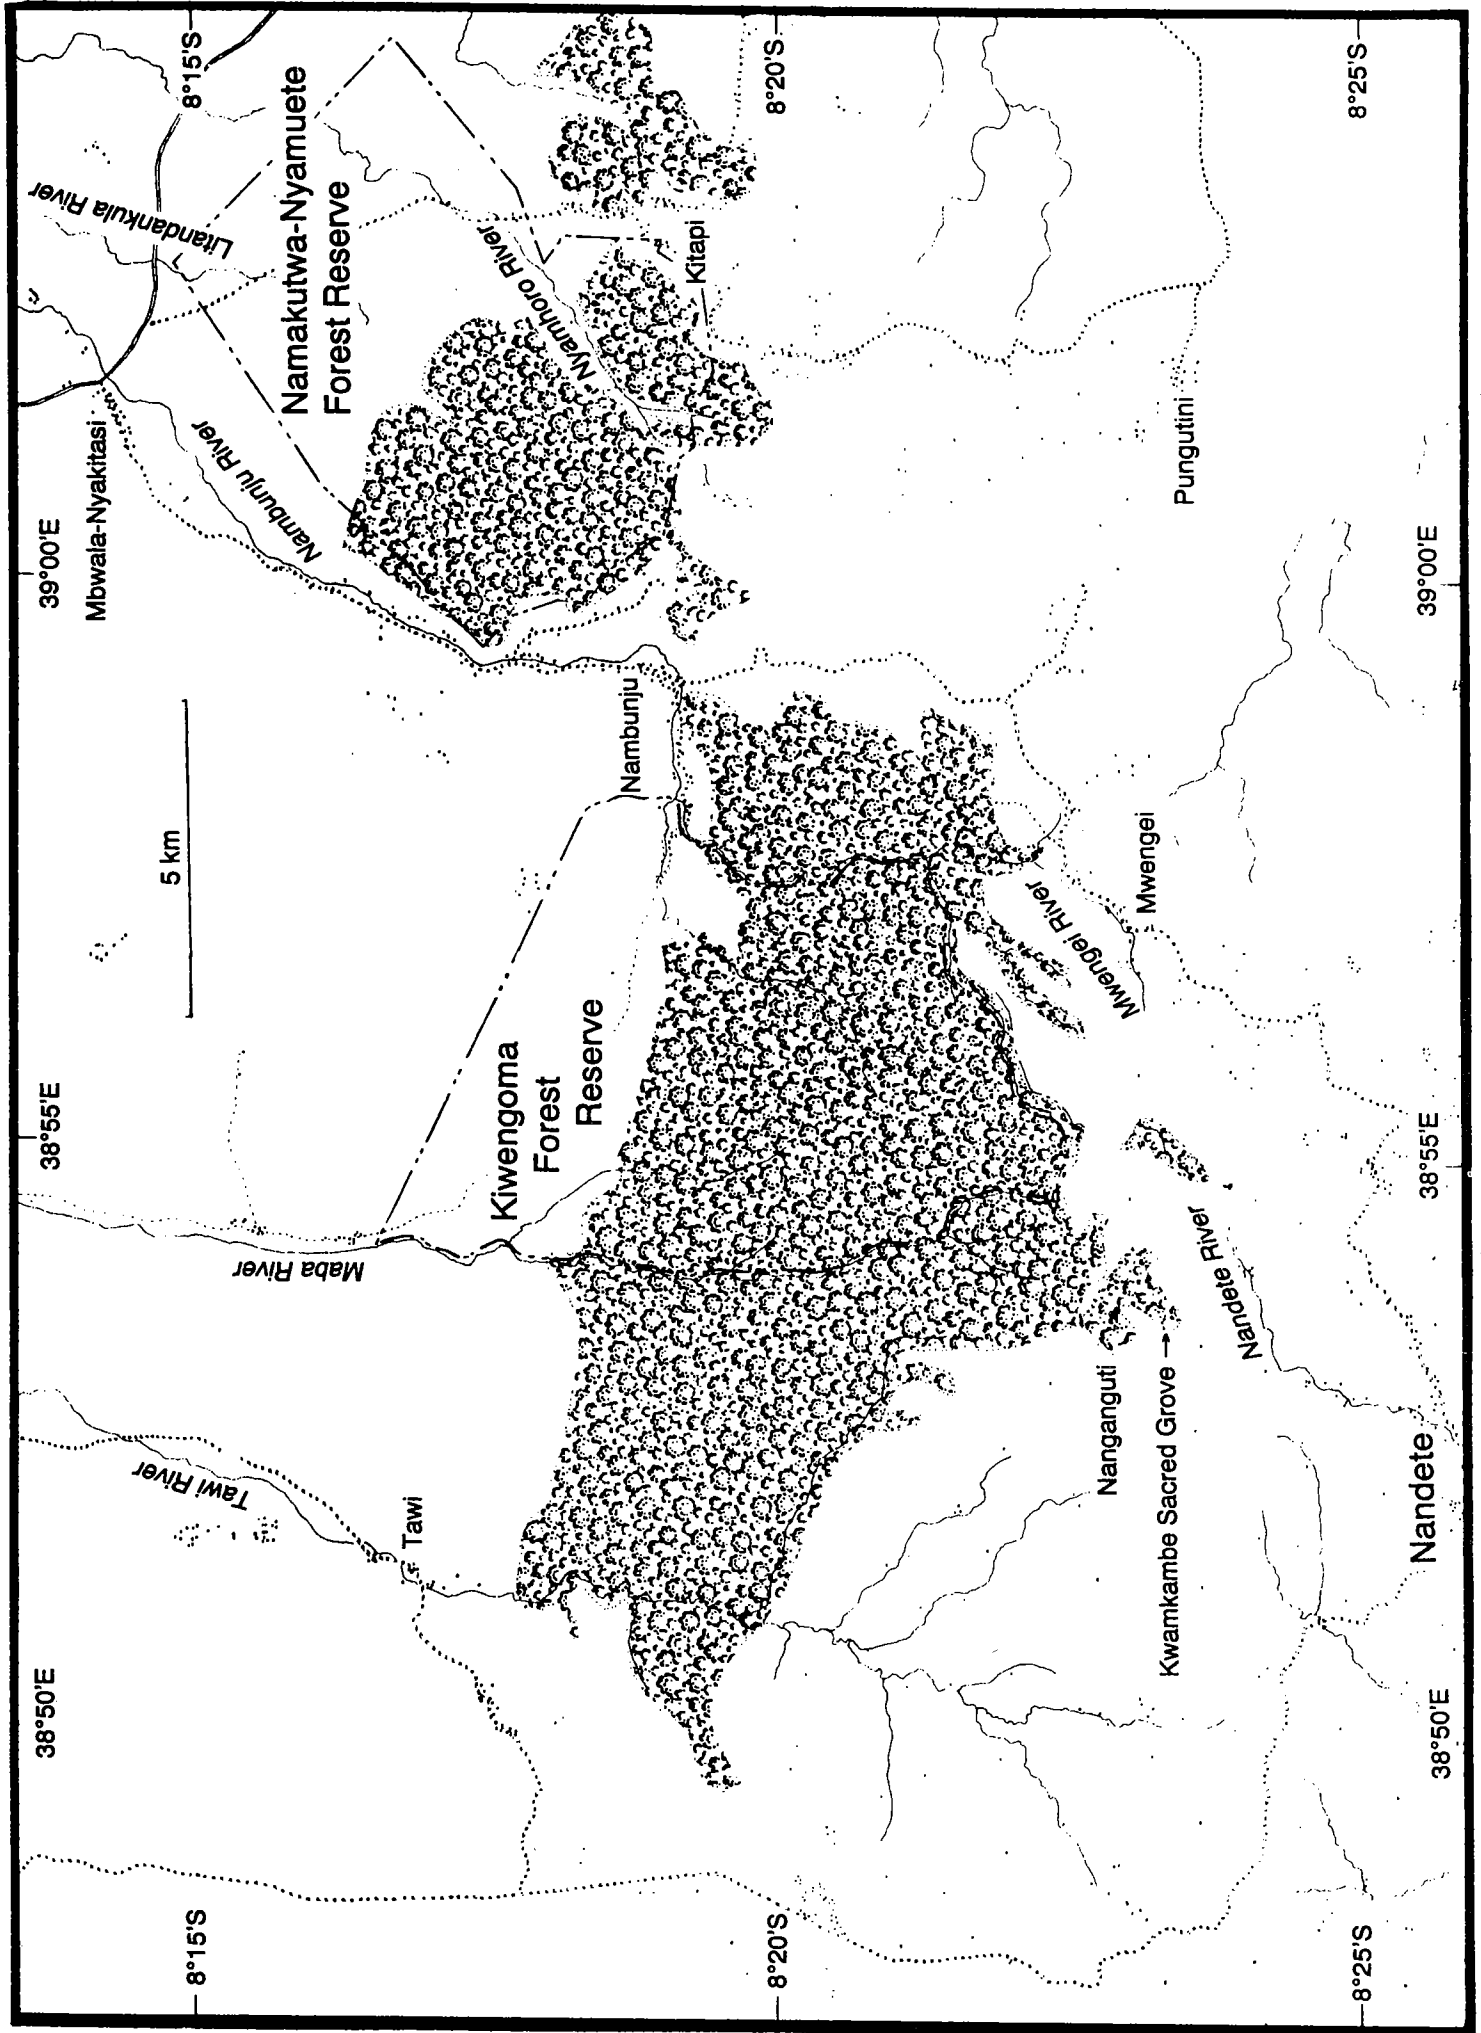 38°50'E
38°55'E
39°00'E
8°15'S
8°15'S
Litandankula River
Mbwala-Nyakitasi
Namakutwa-Nyamuete
Forest Reserve
Nambunju River
5 km
Tawi River
Maba River
Tawi
Kiwengoma
Forest
Reserve
Nambunju
Nyamhoro River
Kitapi
8°20'S
8°20'S
Mwengei River
Mwengei
Pungutini
Nanganguti
Kwamkambe Sacred Grove →
Nandete River
Nandete
8°25'S
8°25'S
38°50'E
38°55'E
39°00'E